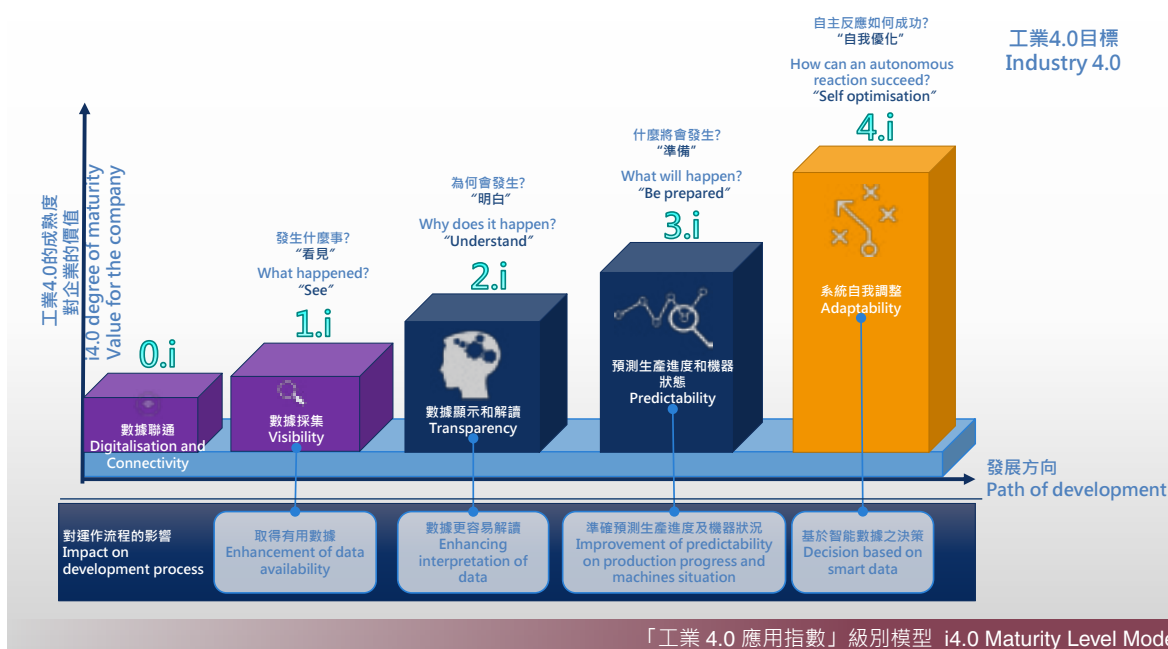 自主反應如何成功?
“自我優化”
How can an autonomous
reaction succeed?
“Self optimisation”
4.i
工業4.0目標
Industry 4.0
什麼將會發生?
“準備”
What will happen?
“Be prepared”
3.i
為何會發生?
“明白”
Why does it happen?
“Understand”
2.i
發生什麼事?
“看見”
What happened?
“See”
1.i
0.i
工業4.0的成熟度
對企業的價值
i4.0 degree of maturity
Value for the company
數據聯通
Digitalisation and
Connectivity
數據採集
Visibility
數據顯示和解讀
Transparency
預測生產進度和機器
狀態
Predictability
系統自我調整
Adaptability
發展方向
Path of development
對運作流程的影響
Impact on
development process
取得有用數據
Enhancement of data
availability
數據更容易解讀
Enhancing
interpretation of
data
準確預測生產進度及機器狀況
Improvement of predictability
on production progress and
machines situation
基於智能數據之決策
Decision based on
smart data
「工業 4.0 應用指數」級別模型 i4.0 Maturity Level Mode